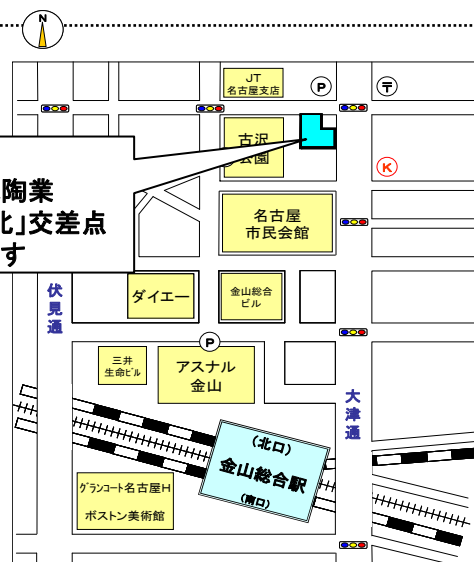 N
JT
名古屋支店
P
〒
古沢
公園
K
陶業
北」交差点
す
名古屋
市民会館
伏見通
ダイエー
金山総合
ビル
P
三井
生命ビル
アスナル
金山
大津通
(北口)
金山総合駅
(南口)
グランコート名古屋H
ボストン美術館